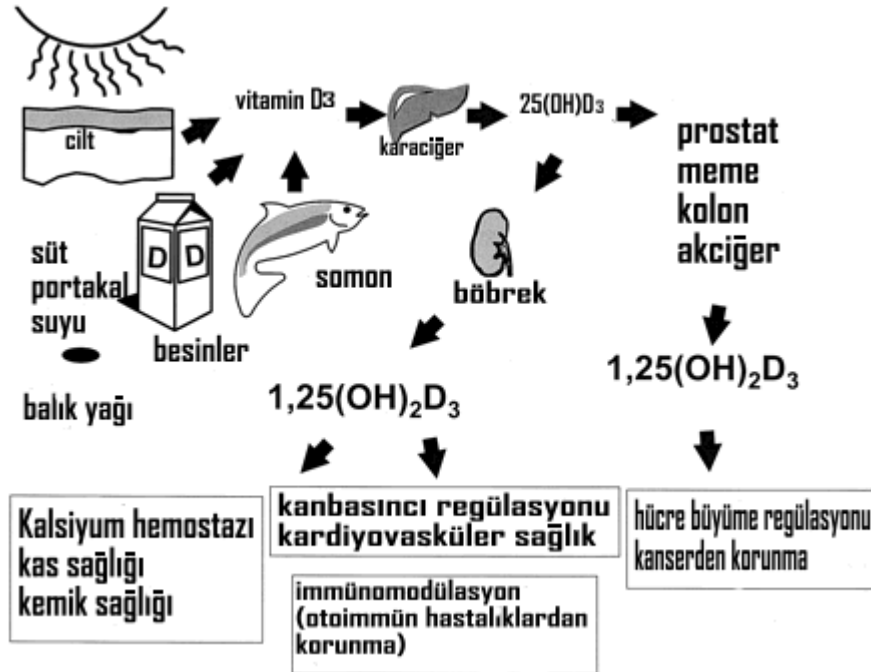 cilt
vitamin D3
karaciğer
25(OH)D₃
prostat
meme
kolon
akciğer
süt
portakal
suyu
D D
besinler
somon
böbrek
balık yağı
1,25(OH)₂D₃
1,25(OH)₂D₃
Kalsiyum hemostazı
kas sağlığı
kemik sağlığı
kanbasıncı regülasyonu
kardiyovasküler sağlık
immünomodülasyon
(otoimmün hastalıklardan
korunma)
hücre büyüme regülasyonu
kanserden korunma